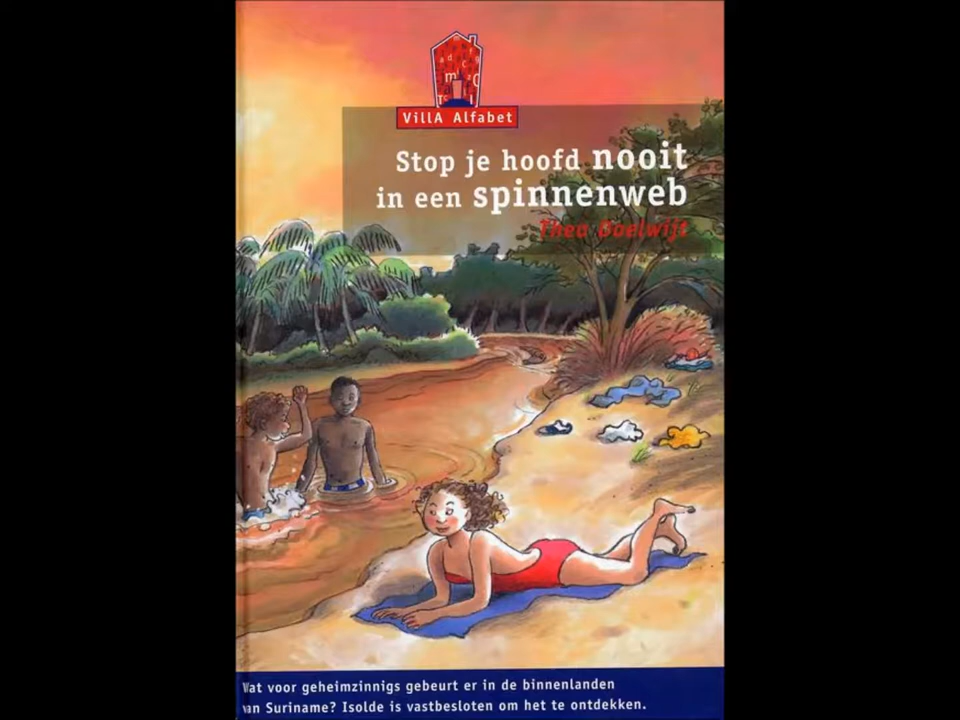 VillA Alfabet
Stop je hoofd nooit
in een spinnenweb
Thea Doelwijt
Wat voor geheimzinnigs gebeurt er in de binnenlanden
van Suriname? Isolde is vastbesloten om het te ontdekken.